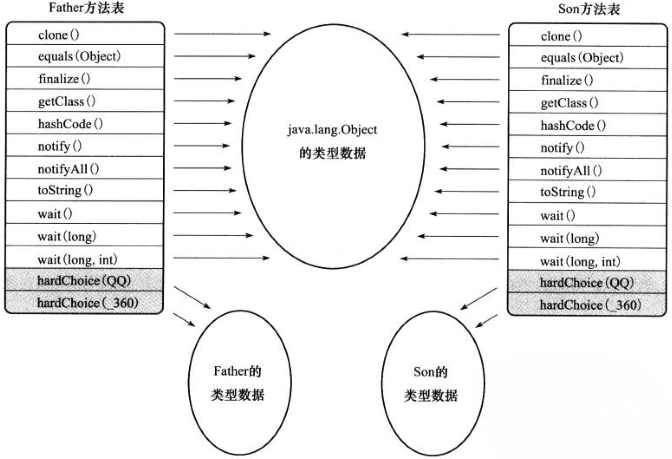 Father方法表
clone()
equals(Object)
finalize()
getClass()
hashCode()
notify()
notifyAll()
toString()
wait()
wait(long)
wait(long, int)
hardChoice(QQ)
hardChoice(_360)
java.lang.Object
的类型数据
Father的
类型数据
Son的
类型数据
Son方法表
clone()
equals(Object)
finalize()
getClass()
hashCode()
notify()
notifyAll()
toString()
wait()
wait(long)
wait(long, int)
hardChoice(QQ)
hardChoice(_360)